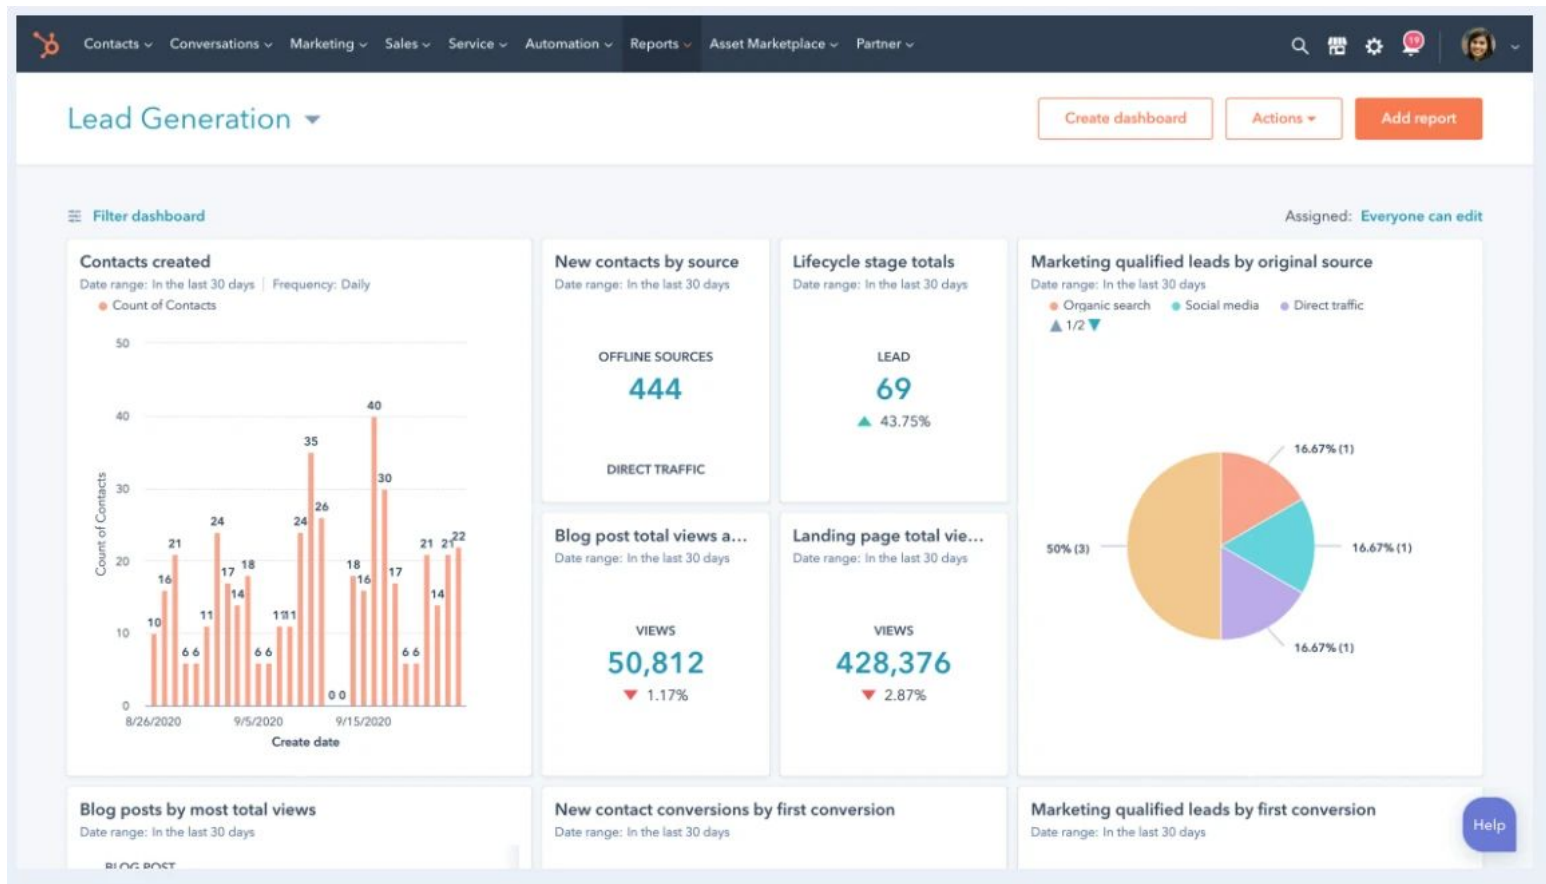 Contacts Conversations Marketing Sales Service Automation Reports Asset Marketplace Partner 19
Lead Generation
Create dashboard Actions Add report
Filter dashboard
Assigned: Everyone can edit
Contacts created
Date range: In the last 30 days | Frequency: Daily
Count of Contacts
50
40
30
20
10
0
Count of Contacts
10 16 21 6 6 11 24 17 14 18 6 6 11 11 24 35 26 0 0 18 16 40 30 17 6 6 21 14 21 22
8/26/2020 9/5/2020 9/15/2020
Create date
New contacts by source
Date range: In the last 30 days
OFFLINE SOURCES
444
DIRECT TRAFFIC
Lifecycle stage totals
Date range: In the last 30 days
LEAD
69
43.75%
Blog post total views a...
Date range: In the last 30 days
VIEWS
50,812
1.17%
Landing page total vie...
Date range: In the last 30 days
VIEWS
428,376
2.87%
Marketing qualified leads by original source
Date range: In the last 30 days
Organic search Social media Direct traffic
1/2
16.67% (1)
50% (3)
16.67% (1)
16.67% (1)
Blog posts by most total views
Date range: In the last 30 days
BLOG POST
New contact conversions by first conversion
Date range: In the last 30 days
Marketing qualified leads by first conversion
Date range: In the last 30 days
Help